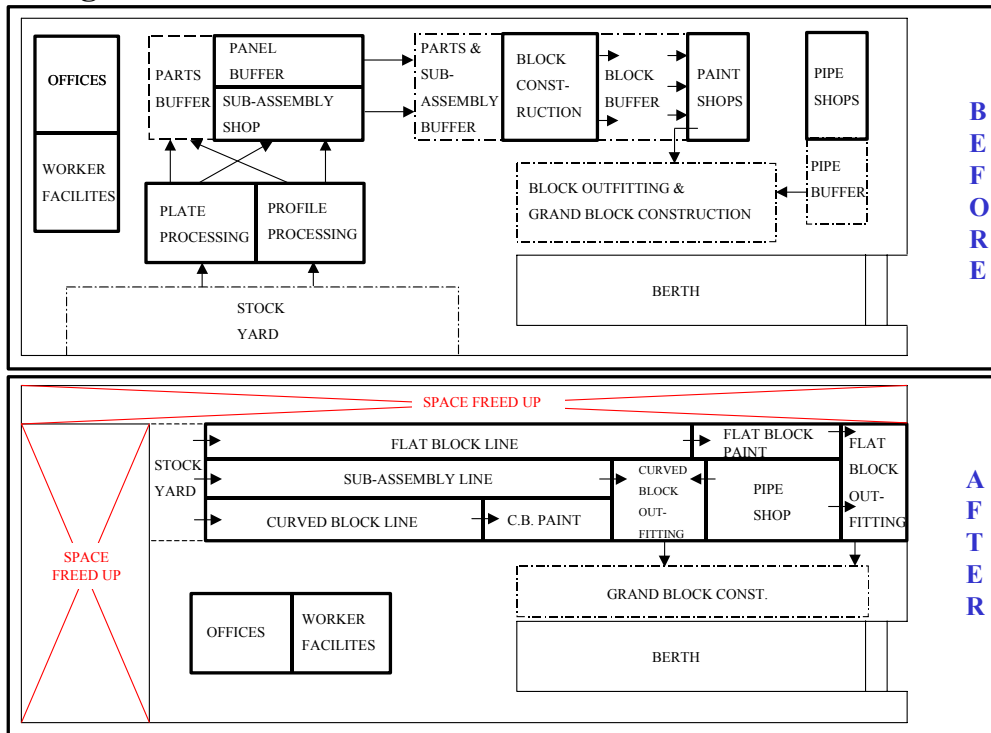 OFFICES
WORKER
FACILITES
PARTS
BUFFER
PANEL
BUFFER
SUB-ASSEMBLY
SHOP
PLATE
PROCESSING
PROFILE
PROCESSING
STOCK
YARD
PARTS &
SUB-
ASSEMBLY
BUFFER
BLOCK
CONST-
RUCTION
BLOCK
BUFFER
PAINT
SHOPS
PIPE
SHOPS
PIPE
BUFFER
BLOCK OUTFITTING &
GRAND BLOCK CONSTRUCTION
BERTH
B
E
F
O
R
E
SPACE FREED UP
SPACE
FREED UP
STOCK
YARD
FLAT BLOCK LINE
FLAT BLOCK
PAINT
FLAT
BLOCK
OUT-
FITTING
SUB-ASSEMBLY LINE
CURVED
BLOCK
OUT-
FITTING
PIPE
SHOP
CURVED BLOCK LINE
C.B. PAINT
GRAND BLOCK CONST.
OFFICES
WORKER
FACILITES
BERTH
A
F
T
E
R